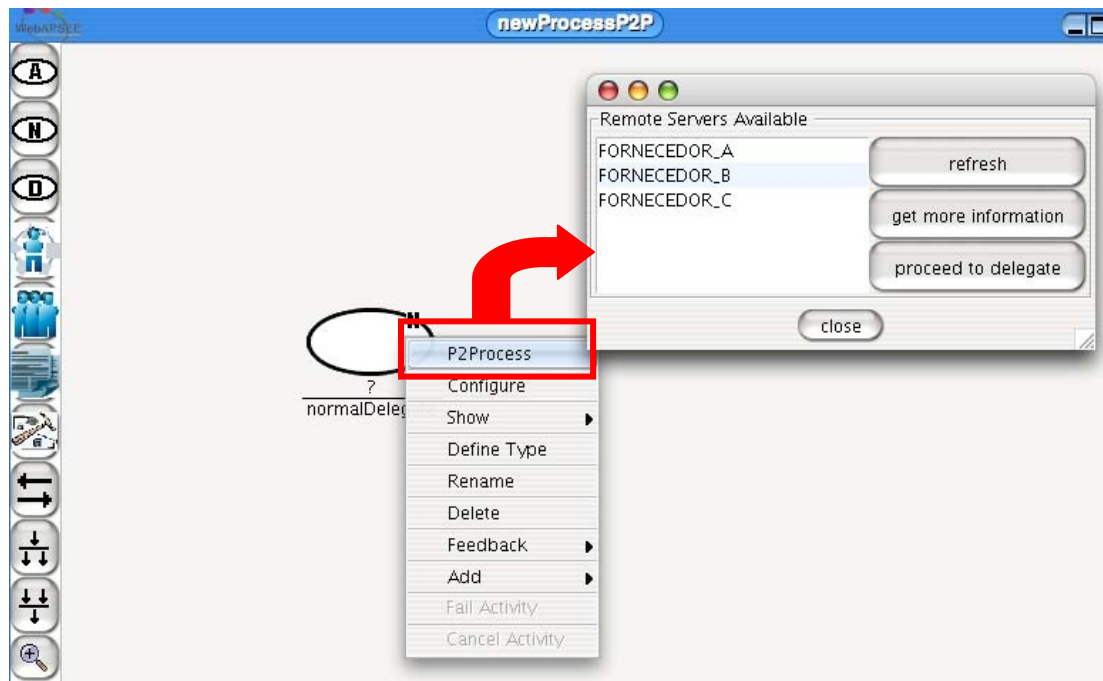 WebAPSEE
newProcessP2P
A
N
D
Remote Servers Available
FORNECEDOR_A
FORNECEDOR_B
FORNECEDOR_C
refresh
get more information
proceed to delegate
close
N
?
normalDeleg
P2Process
Configure
Show
Define Type
Rename
Delete
Feedback
Add
Fail Activity
Cancel Activity